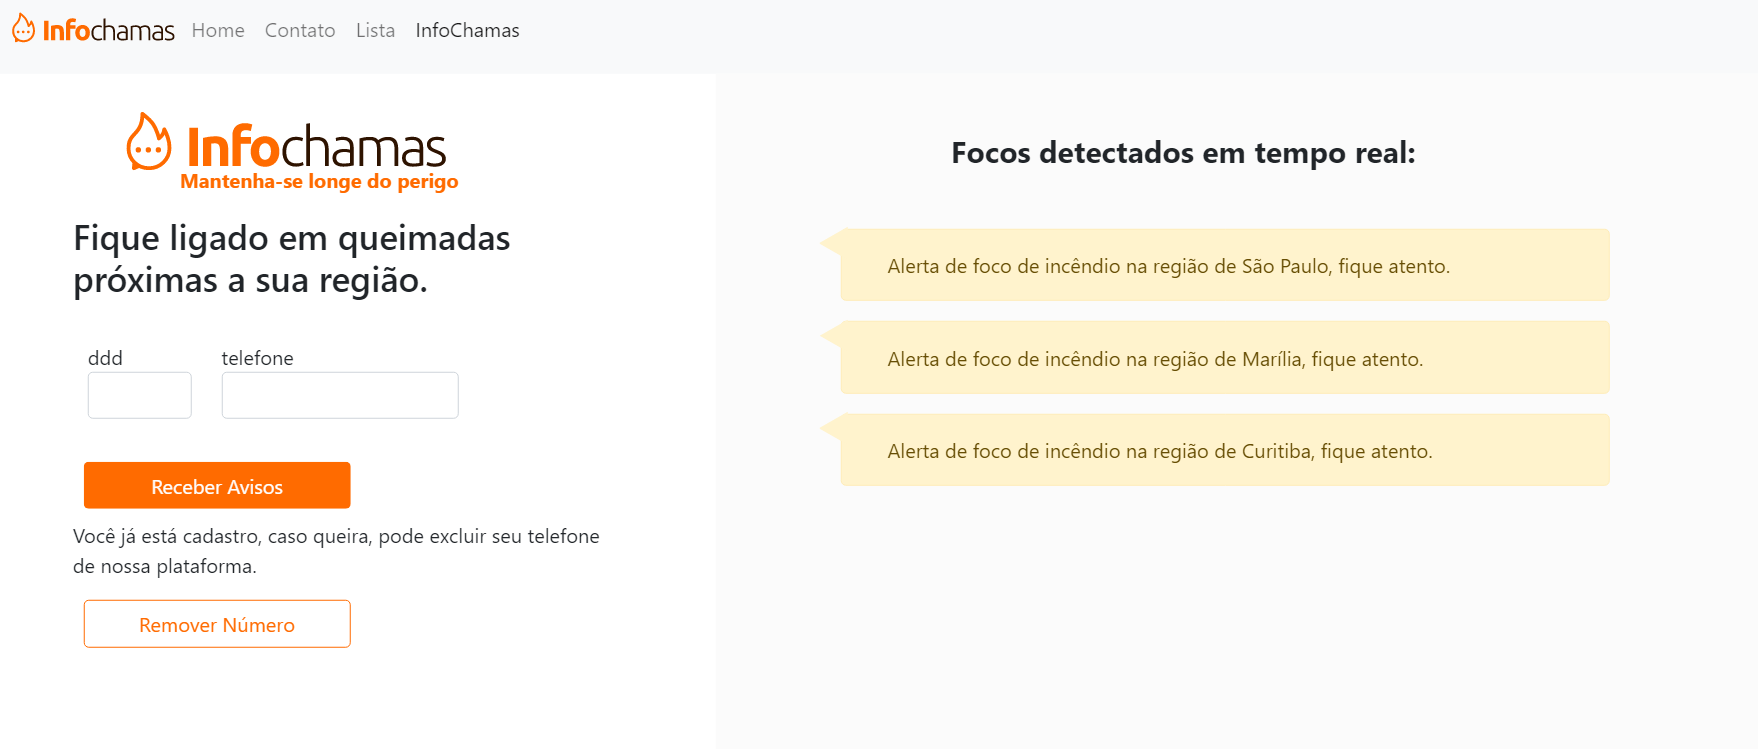 Infochamas Home Contato Lista InfoChamas
Infochamas
Mantenha-se longe do perigo
Fique ligado em queimadas
próximas a sua região.
ddd telefone
Receber Avisos
Você já está cadastro, caso queira, pode excluir seu telefone
de nossa plataforma.
Remover Número
Focos detectados em tempo real:
Alerta de foco de incêndio na região de São Paulo, fique atento.
Alerta de foco de incêndio na região de Marília, fique atento.
Alerta de foco de incêndio na região de Curitiba, fique atento.